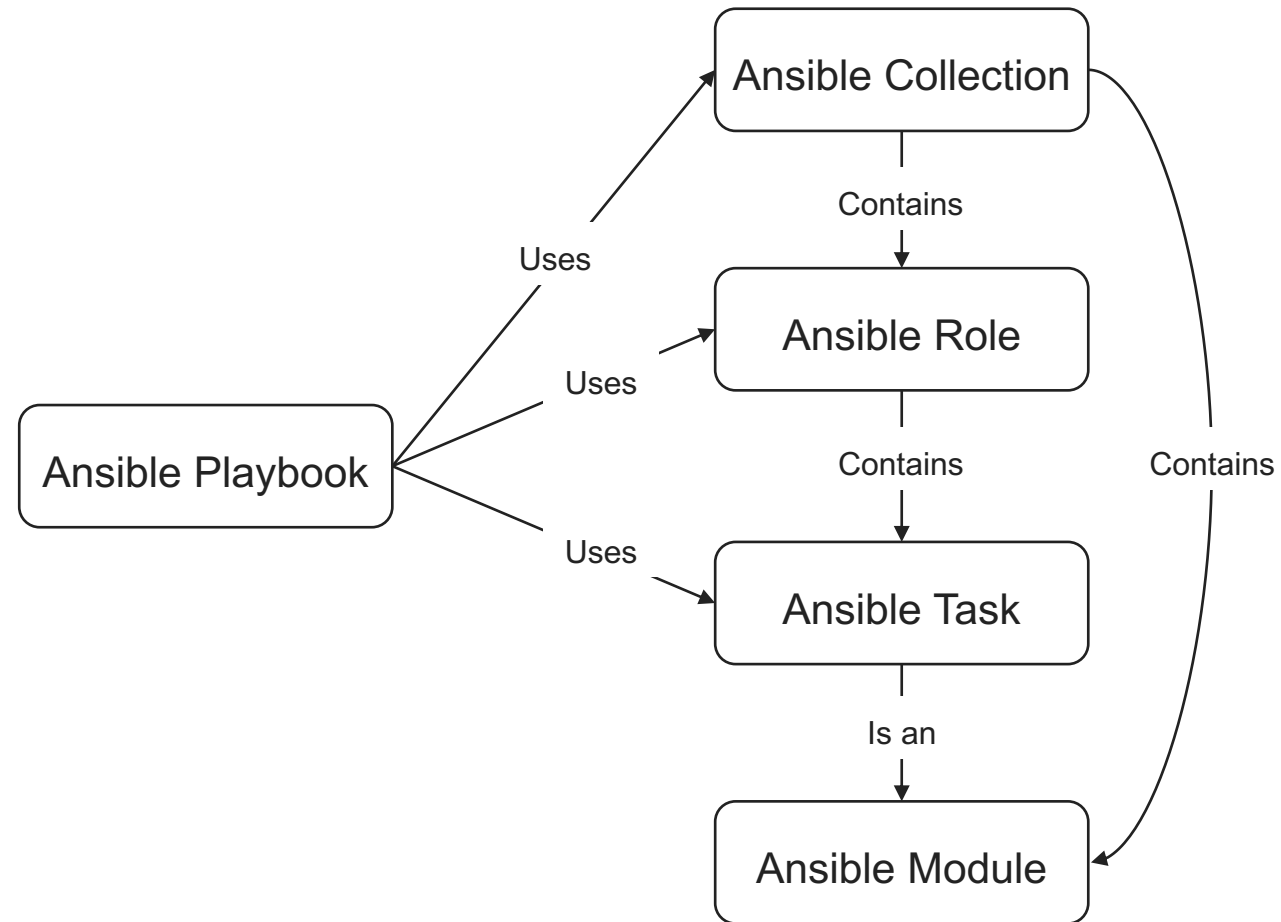 Ansible Collection
Contains
Uses
Ansible Role
Uses
Ansible Playbook
Contains
Contains
Uses
Ansible Task
Is an
Ansible Module